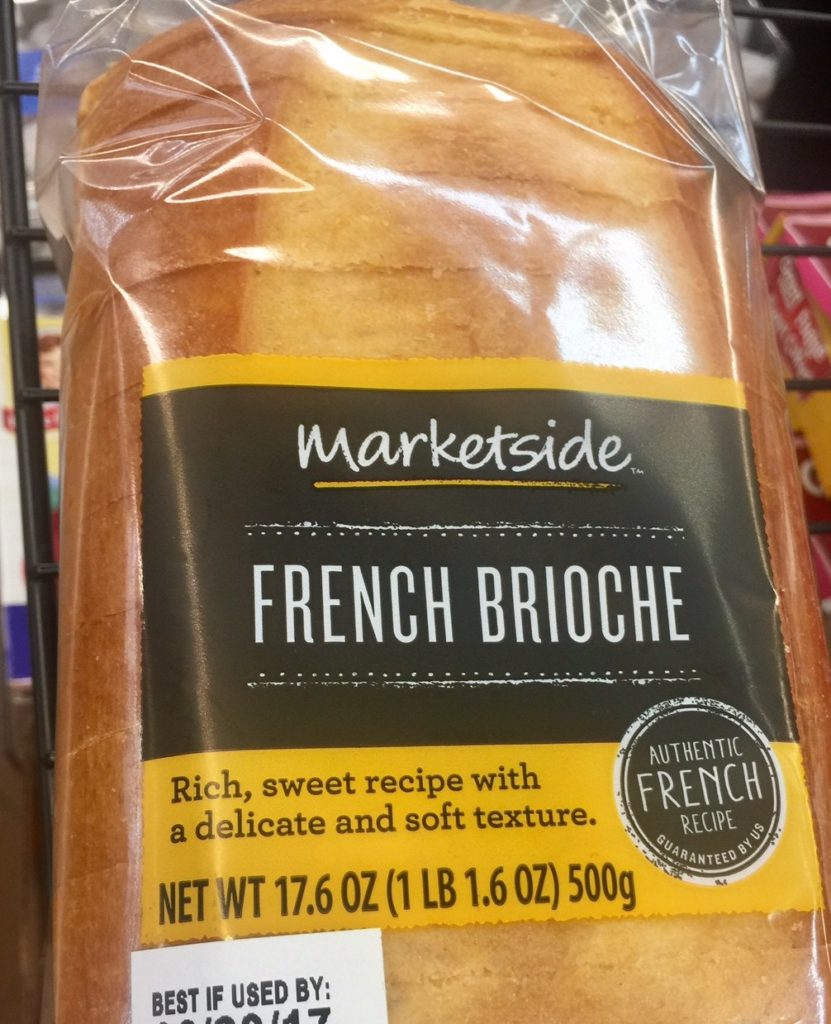 Marketside™
FRENCH BRIOCHE
Rich, sweet recipe with
a delicate and soft texture.
AUTHENTIC
FRENCH
RECIPE
GUARANTEED BY US
NET WT 17.6 OZ (1 LB 1.6 OZ) 500g
BEST IF USED BY: